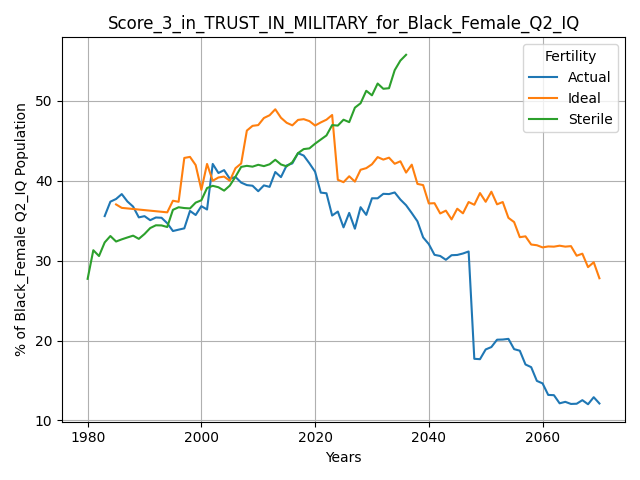 Score_3_in_TRUST_IN_MILITARY_for_Black_Female_Q2_IQ
Fertility
Actual
Ideal
Sterile
50
40
30
20
10
% of Black_Female Q2_IQ Population
1980
2000
2020
2040
2060
Years